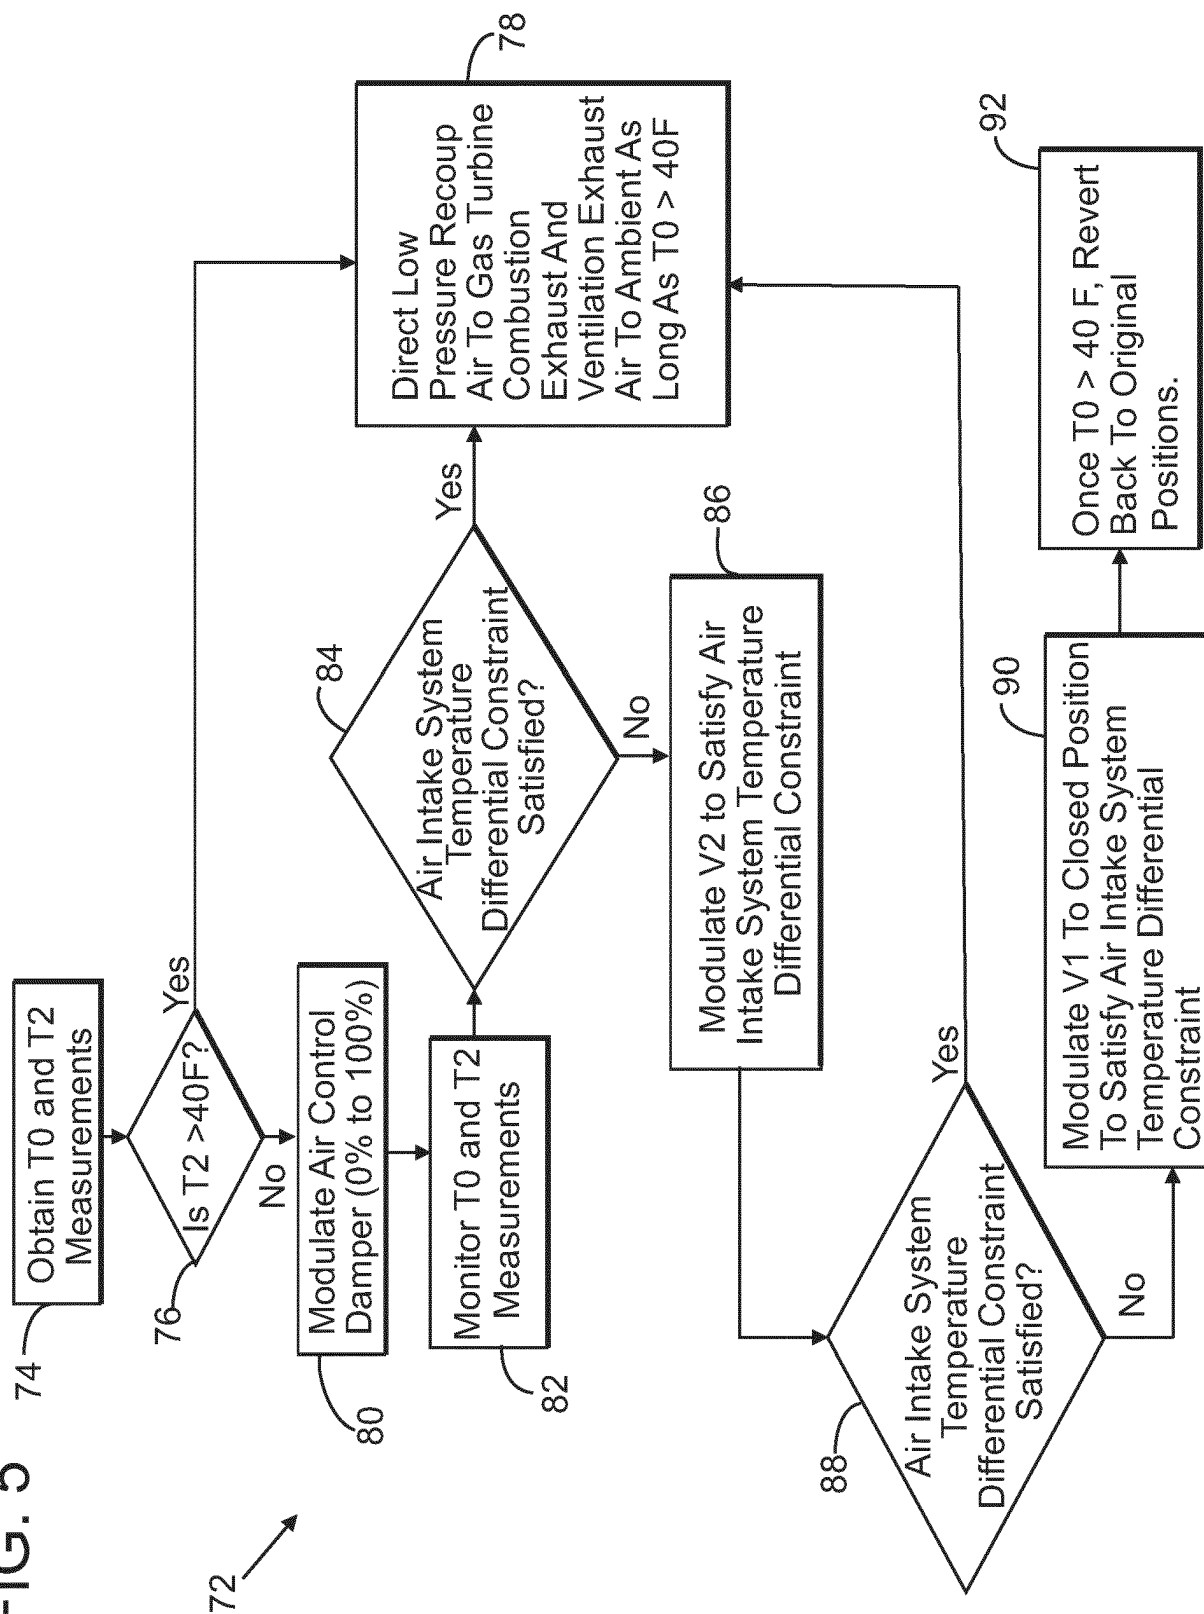 FIG. 5
72
74
Obtain T0 and T2
Measurements
76
Is T2 >40F?
Yes
No
80
Modulate Air Control
Damper (0% to 100%)
82
Monitor T0 and T2
Measurements
84
Air Intake System
Temperature
Differential Constraint
Satisfied?
Yes
No
78
Direct Low
Pressure Recoup
Air To Gas Turbine
Combustion
Exhaust And
Ventilation Exhaust
Air To Ambient As
Long As T0 > 40F
86
Modulate V2 to Satisfy Air
Intake System Temperature
Differential Constraint
88
Air Intake System
Temperature
Differential Constraint
Satisfied?
Yes
No
90
Modulate V1 To Closed Position
To Satisfy Air Intake System
Temperature Differential
Constraint
92
Once T0 > 40 F, Revert
Back To Original
Positions.